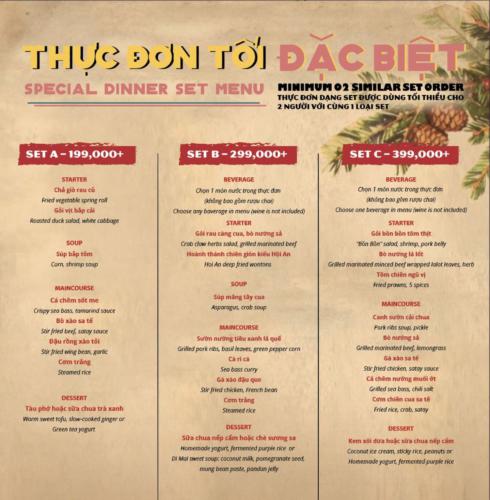 THỰC ĐƠN TỐI ĐẶC BIỆT
SPECIAL DINNER SET MENU
MINIMUM 02 SIMILAR SET ORDER
THỰC ĐƠN DẠNG SET ĐƯỢC DÙNG TỐI THIỂU CHO
2 NGƯỜI VỚI CÙNG 1 LOẠI SET
SET A – 199,000+
STARTER
Chả giò rau củ
Fried vegetable spring roll
Gỏi vịt bắp cải
Roasted duck salad, white cabbage
SOUP
Súp bắp tôm
Corn, shrimp soup
MAINCOURSE
Cá chẽm sốt me
Crispy sea bass, tamarind sauce
Bò xào sa tế
Stir fried beef, satay sauce
Đậu rồng xào tỏi
Stir fried wing bean, garlic
Cơm trắng
Steamed rice
DESSERT
Tàu phớ hoặc sữa chua trà xanh
Warm sweet tofu, slow-cooked ginger or
Green tea yogurt
SET B – 299,000+
BEVERAGE
Chọn 1 món nước trong thực đơn
(không bao gồm rượu chai)
Choose any beverage in menu (wine is not included)
STARTER
Gỏi rau càng cua, bò nướng sả
Crab claw herbs salad, grilled marinated beef
Hoành thánh chiên giòn kiểu Hội An
Hoi An deep fried wontins
SOUP
Súp măng tây cua
Asparagus, crab soup
MAINCOURSE
Sườn nướng tiêu xanh lá quế
Grilled pork ribs, basil leaves, green pepper corn
Cà ri cá
Sea bass curry
Gà xào đậu que
Stir fried chicken, French bean
Cơm trắng
Steamed rice
DESSERT
Sữa chua nếp cẩm hoặc chè sương sa
Homemade yogurt, fermented purple rice or
Di Mai sweet soup: coconut milk, pomegranate seed,
mung bean paste, pandan jelly
SET C – 399,000+
BEVERAGE
Chọn 1 món nước trong thực đơn
(không bao gồm chai)
Choose one beverage in menu (wine is not included)
STARTER
Gỏi bồn bồn tôm thịt
"Bồn Bồn" salad, shrimp, pork belly
Bò nướng lá lốt
Grilled marinated minced beef wrapped lalot leaves, herb
Tôm chiên ngũ vị
Fried prawns, 5 spices
MAINCOURSE
Canh sườn cải chua
Pork ribs soup, pickle
Bò nướng sả
Grilled marinated beef, lemongrass
Gà xào sa tế
Stir fried chicken, satay sauce
Cá chẽm nướng muối ớt
Grilled sea bass, chili salt
Cơm chiên cua sa tế
Fried rice, crab, satay
DESSERT
Kem xôi dừa hoặc sữa chua nếp cẩm
Coconut ice cream, sticky rice, peanuts or
Homemade yogurt, fermented purple rice